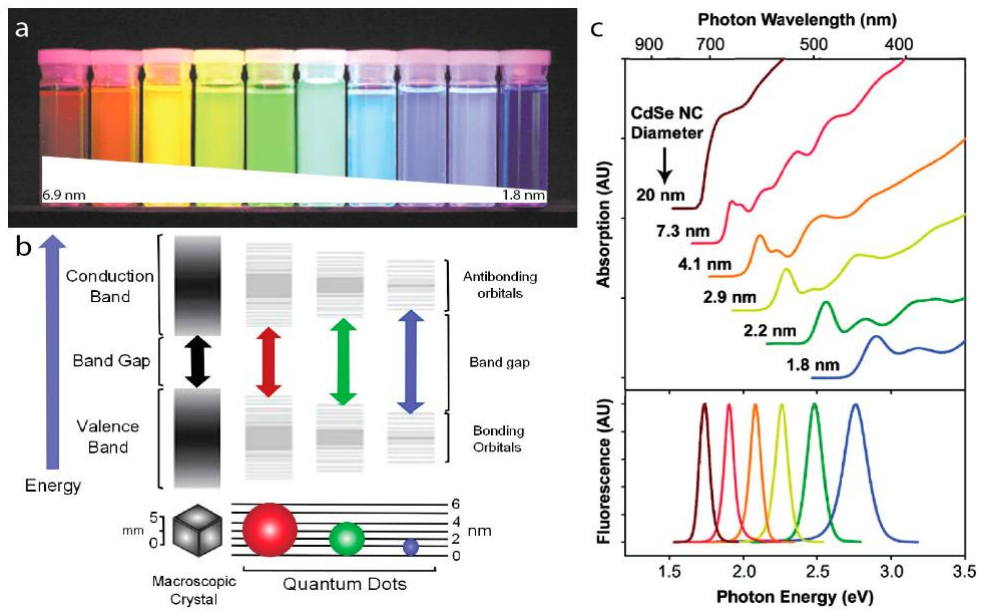 a
6.9 nm
1.8 nm
b
Conduction
Band
Band Gap
Valence
Band
Energy
Antibonding
orbitals
Band gap
Bonding
Orbitals
mm
5
0
6
4
2
0
nm
Macroscopic
Crystal
Quantum Dots
c
Photon Wavelength (nm)
900 700 500 400
CdSe NC
Diameter
20 nm
7.3 nm
4.1 nm
2.9 nm
2.2 nm
1.8 nm
Absorption (AU)
Fluorescence (AU)
1.5 2.0 2.5 3.0 3.5
Photon Energy (eV)